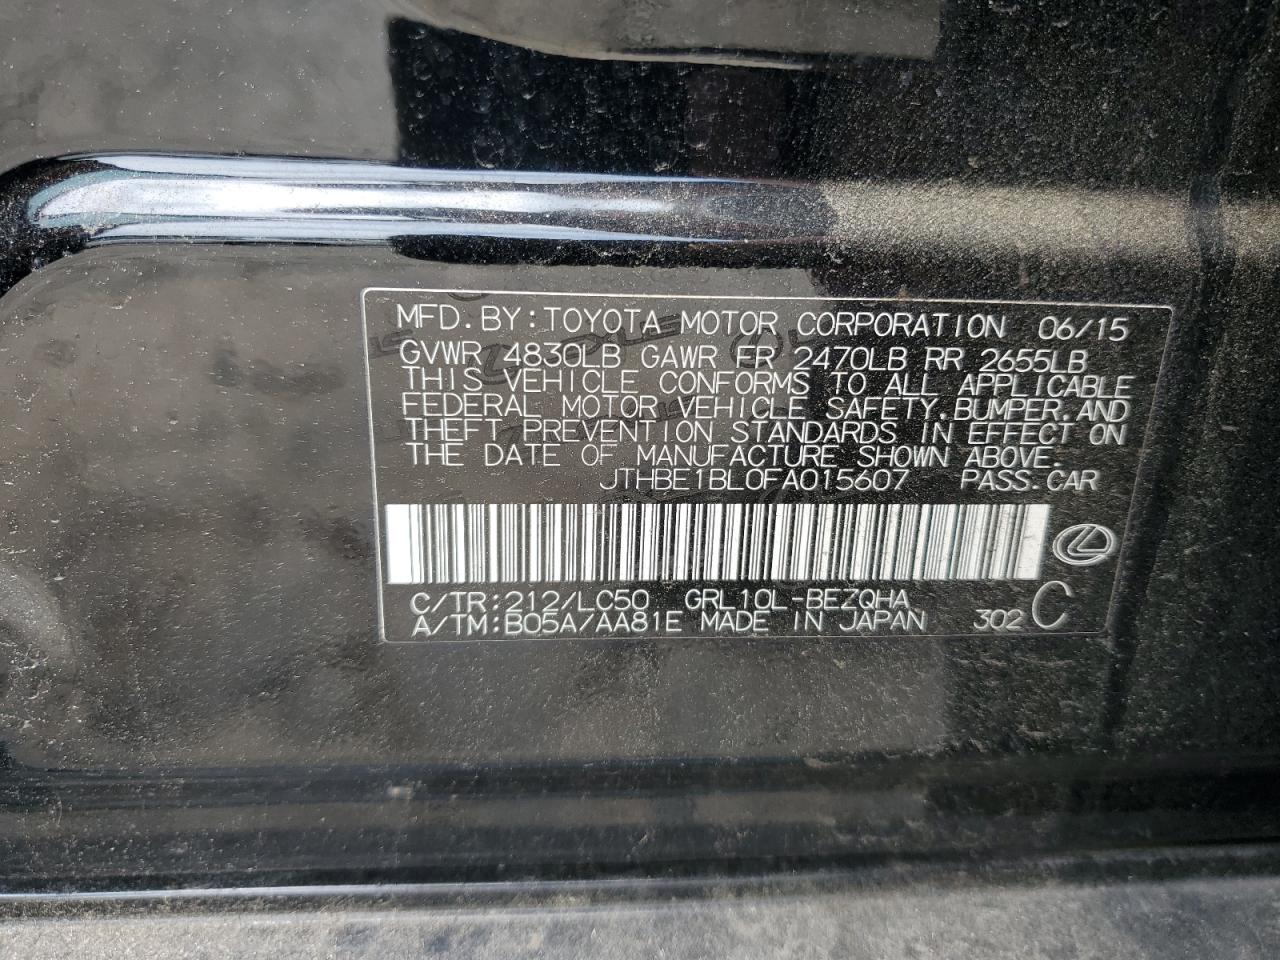 MFD.BY:TOYOTA MOTOR CORPORATION 06/15
GVWR 4830LB GAWR FR 2470LB RR 2655LB
THIS VEHICLE CONFORMS TO ALL APPLICABLE
FEDERAL MOTOR VEHICLE SAFETY,BUMPER,AND
THEFT PREVENTION STANDARDS IN EFFECT ON
THE DATE OF MANUFACTURE SHOWN ABOVE.
JTHBE1BL0FA015607 PASS.CAR
C/TR:212/LC50 GRL10L-BEZQHA
A/TM:B05A/AA81E MADE IN JAPAN 302 C